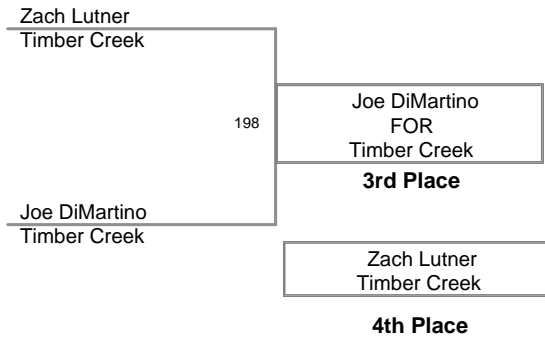 Zach Lutner
Timber Creek
198
Joe DiMartino
FOR
Timber Creek
3rd Place
Joe DiMartino
Timber Creek
Zach Lutner
Timber Creek
4th Place